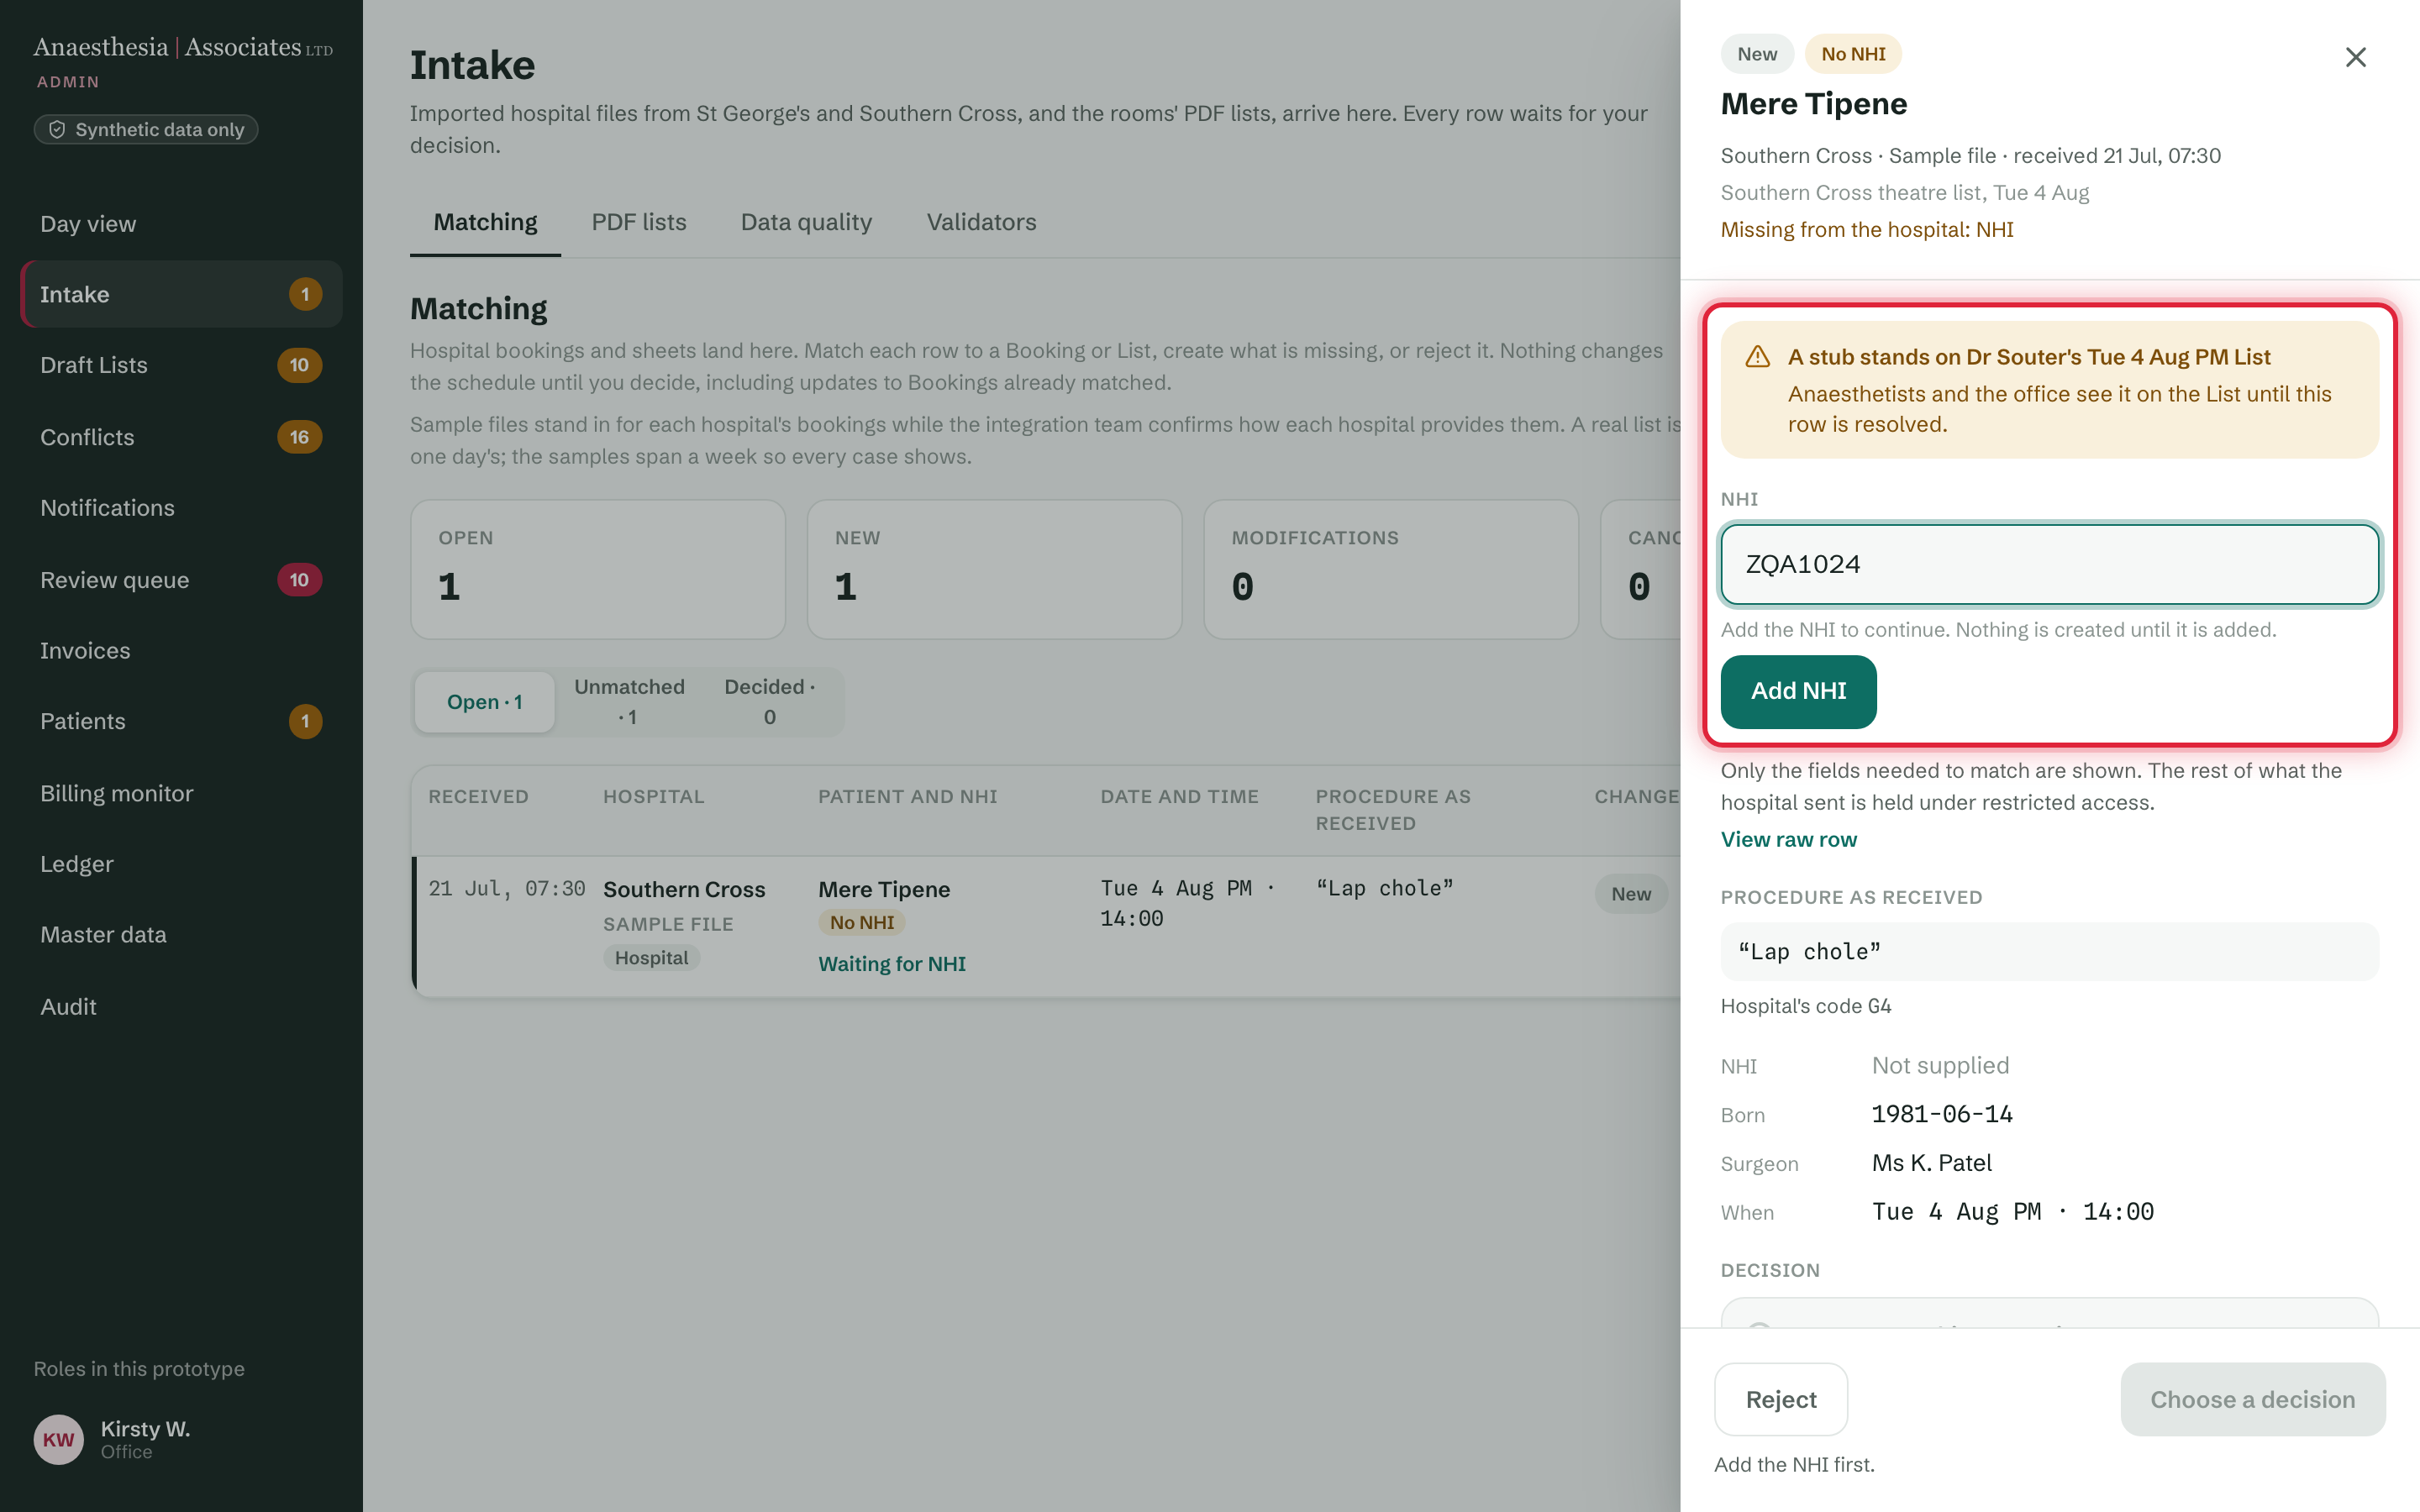 Anaesthesia | Associates LTD
ADMIN
Synthetic data only
Day view
Intake 1
Draft Lists 10
Conflicts 16
Notifications
Review queue 10
Invoices
Patients 1
Billing monitor
Ledger
Master data
Audit
Roles in this prototype
KW
Kirsty W.
Office
Intake
Imported hospital files from St George's and Southern Cross, and the rooms' PDF lists, arrive here. Every row waits for your
decision.
Matching PDF lists Data quality Validators
Matching
Hospital bookings and sheets land here. Match each row to a Booking or List, create what is missing, or reject it. Nothing changes
the schedule until you decide, including updates to Bookings already matched.
Sample files stand in for each hospital's bookings while the integration team confirms how each hospital provides them. A real list is
one day's; the samples span a week so every case shows.
OPEN
1
NEW
1
MODIFICATIONS
0
CANC
0
Open · 1
Unmatched
· 1
Decided ·
0
RECEIVED HOSPITAL PATIENT AND NHI DATE AND TIME PROCEDURE AS
RECEIVED
CHANGE
21 Jul, 07:30
Southern Cross
SAMPLE FILE
Hospital
Mere Tipene
No NHI
Waiting for NHI
Tue 4 Aug PM ·
14:00
“Lap chole”
New
New No NHI
Mere Tipene
Southern Cross · Sample file · received 21 Jul, 07:30
Southern Cross theatre list, Tue 4 Aug
Missing from the hospital: NHI
A stub stands on Dr Souter's Tue 4 Aug PM List
Anaesthetists and the office see it on the List until this
row is resolved.
NHI
ZQA1024
Add the NHI to continue. Nothing is created until it is added.
Add NHI
Only the fields needed to match are shown. The rest of what the
hospital sent is held under restricted access.
View raw row
PROCEDURE AS RECEIVED
“Lap chole”
Hospital's code G4
NHI Not supplied
Born 1981-06-14
Surgeon Ms K. Patel
When Tue 4 Aug PM · 14:00
DECISION
Reject
Choose a decision
Add the NHI first.